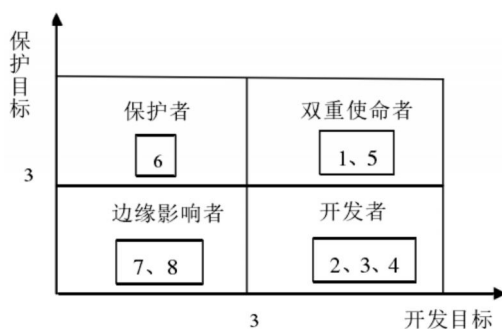 保护目标
保护者
双重使命者
6
1、5
3
边缘影响者
开发者
7、8
2、3、4
3
开发目标